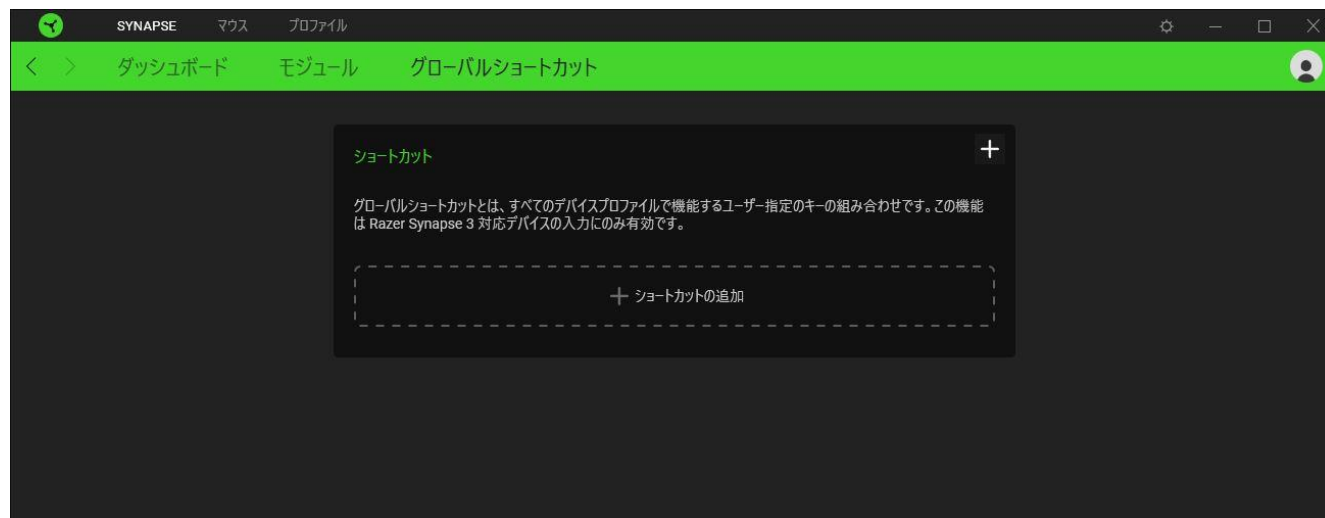 SYNAPSE マウス プロファイル
ダッシュボード モジュール グローバルショートカット
ショートカット
グローバルショートカットとは、すべてのデバイスプロファイルで機能するユーザー指定のキーの組み合わせです。この機能
は Razer Synapse 3 対応デバイスの入力にのみ有効です。
ショートカットの追加